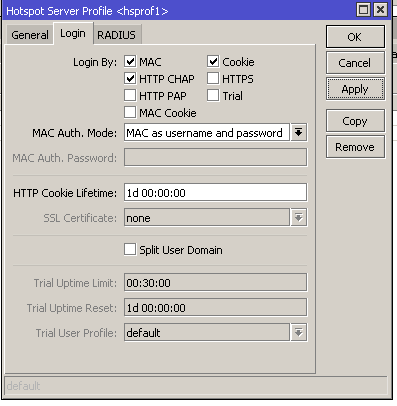 Hotspot Server Profile <hsprof1>
General Login RADIUS
Login By: MAC Cookie
HTTP CHAP HTTPS
HTTP PAP Trial
MAC Cookie
MAC Auth. Mode: MAC as username and password
MAC Auth. Password:
HTTP Cookie Lifetime: 1d 00:00:00
SSL Certificate: none
Split User Domain
Trial Uptime Limit: 00:30:00
Trial Uptime Reset: 1d 00:00:00
Trial User Profile: default
OK
Cancel
Apply
Copy
Remove
default